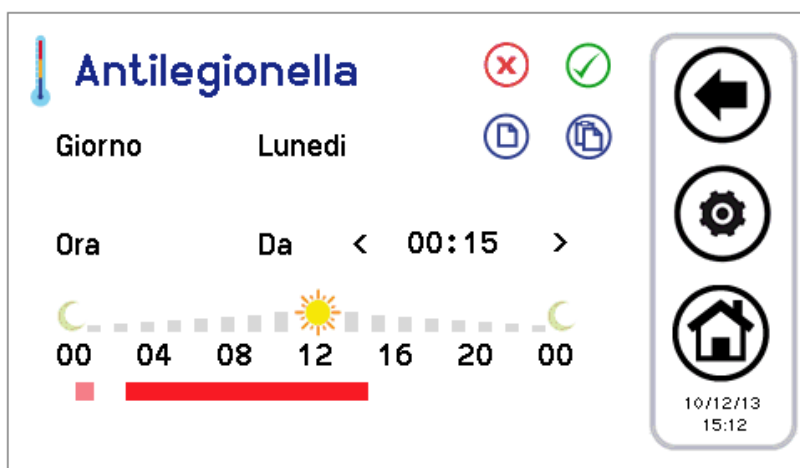 Antilegionella
Giorno Lunedi
Ora Da < 00:15 >
00 04 08 12 16 20 00
10/12/13
15:12